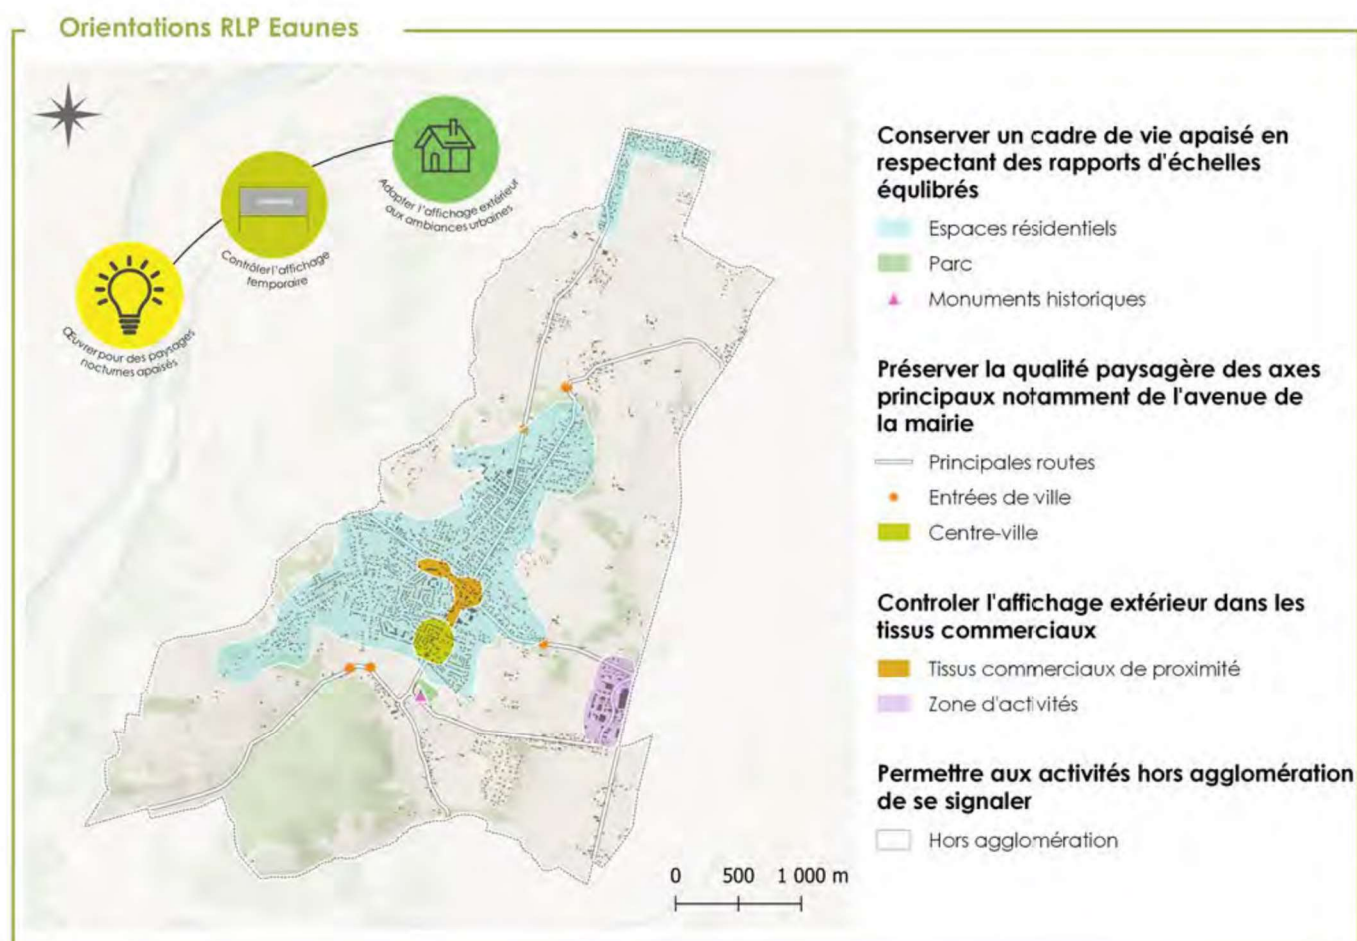 Orientations RLP Eaunes
Adapter l'affichage extérieur
aux ambiances urbaines
Contrôler l'affichage
temporaire
Œuvrer pour des paysages
nocturnes apaisés
Conserver un cadre de vie apaisé en
respectant des rapports d'échelles
équlibrés
Espaces résidentiels
Parc
Monuments historiques
Préserver la qualité paysagère des axes
principaux notamment de l'avenue de
la mairie
Principales routes
Entrées de ville
Centre-ville
Controler l'affichage extérieur dans les
tissus commerciaux
Tissus commerciaux de proximité
Zone d'activités
Permettre aux activités hors agglomération
de se signaler
Hors agglomération
0 500 1 000 m